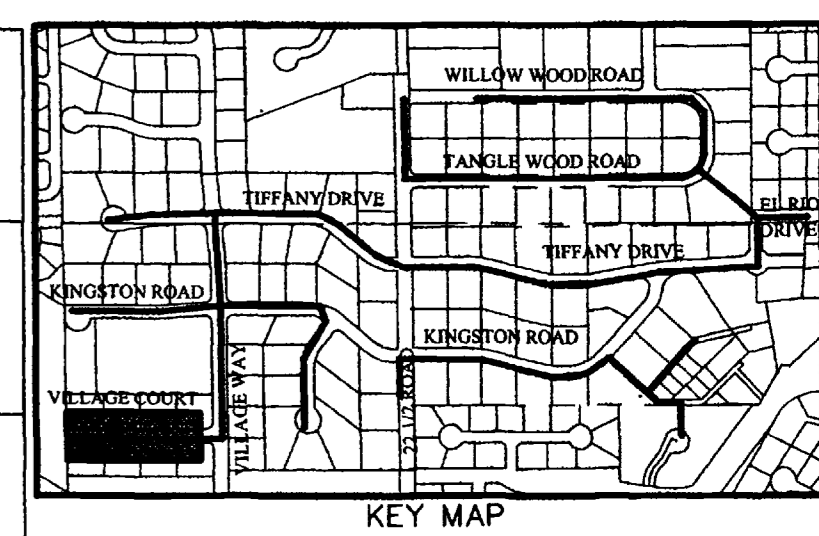 WILLOW WOOD ROAD
TANGLE WOOD ROAD
TIFFANY DRIVE
EL RIO
DRIVE
TIFFANY DRIVE
KINGSTON ROAD
KINGSTON ROAD
VILLAGE COURT
VILLAGE WAY
22 1/2 ROAD
KEY MAP